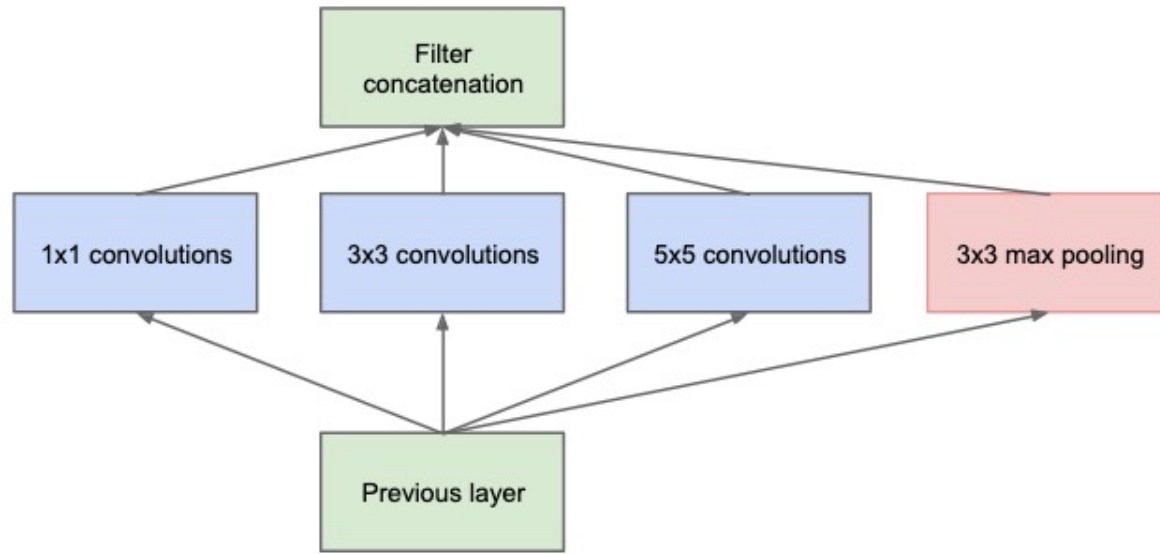 Filter
concatenation
1x1 convolutions
3x3 convolutions
5x5 convolutions
3x3 max pooling
Previous layer